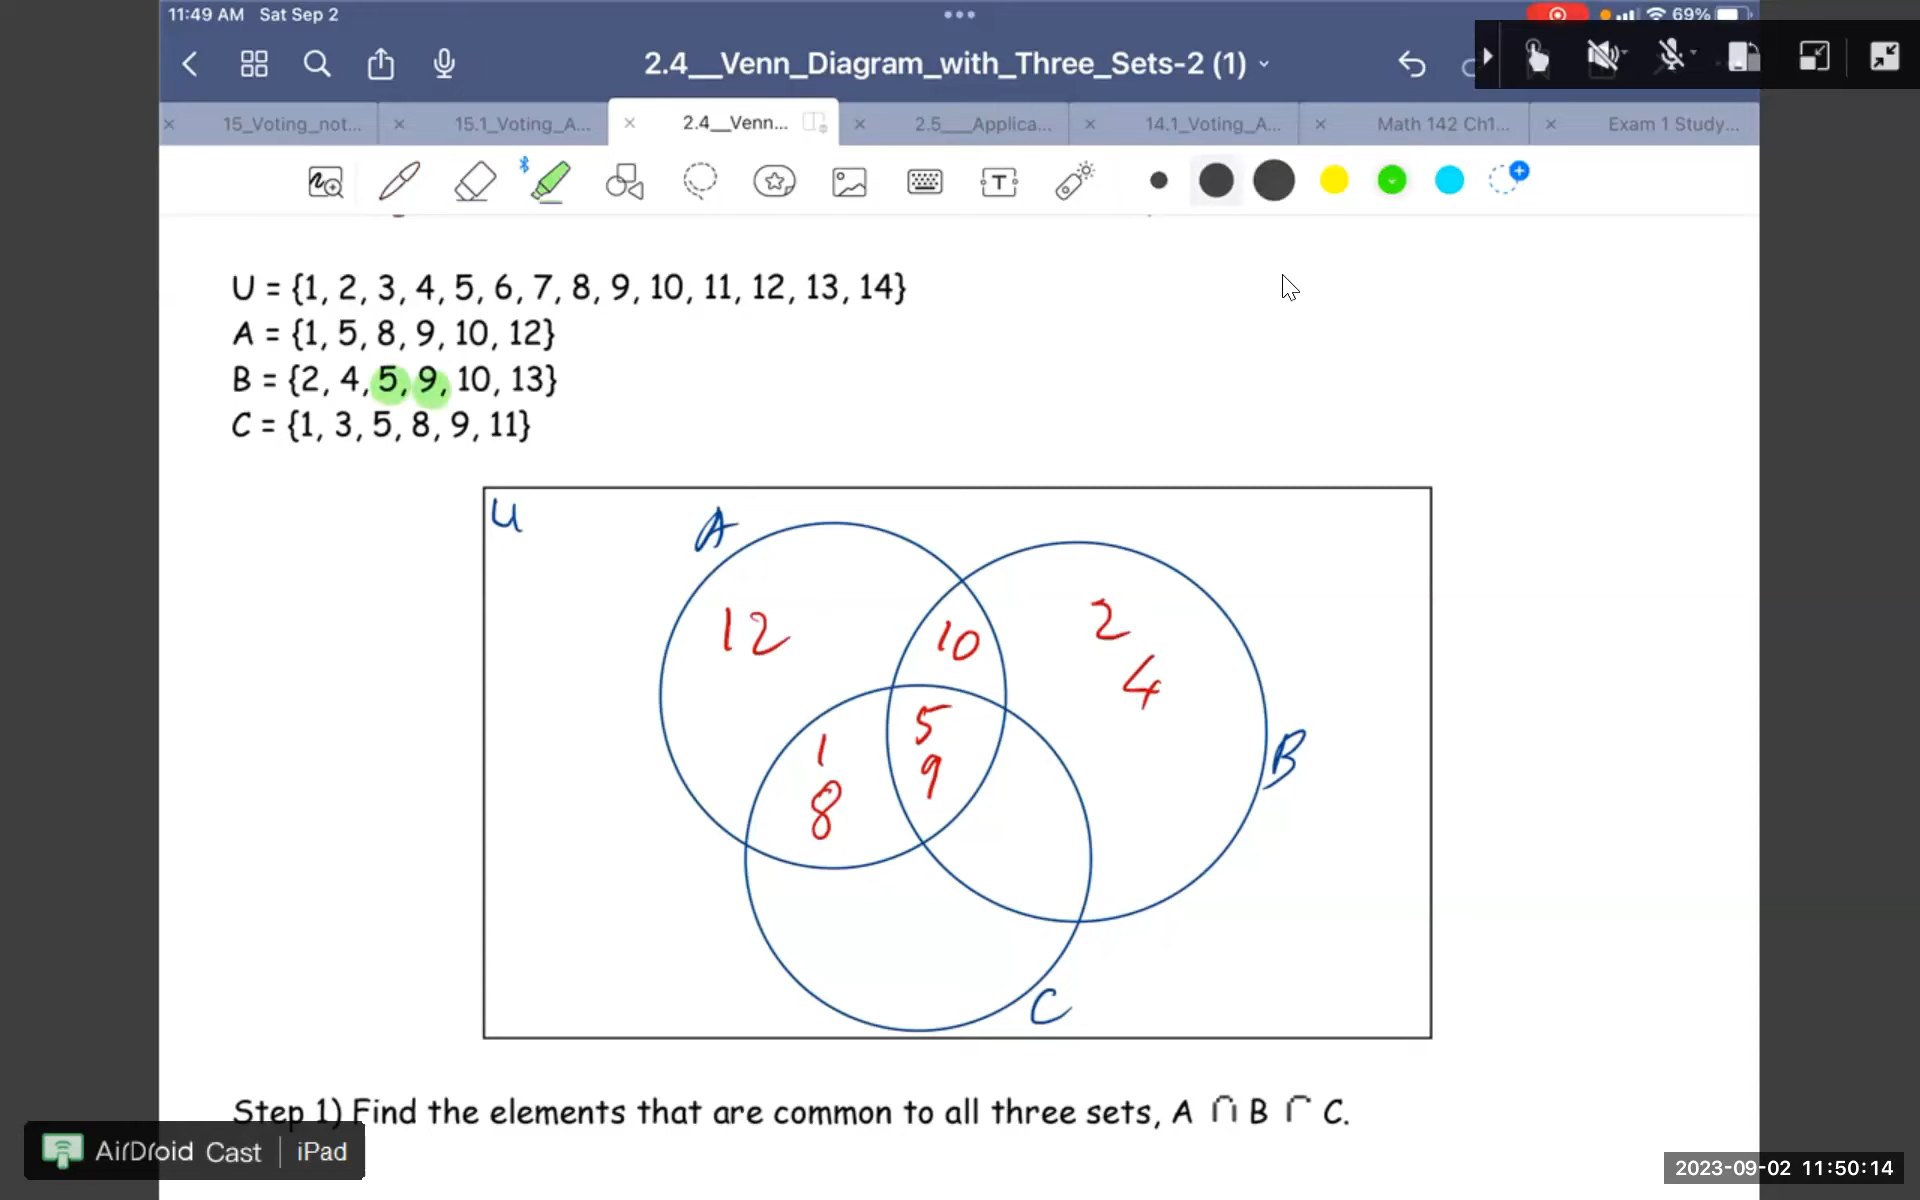 11:49 AM Sat Sep 2
69%
2.4__Venn_Diagram_with_Three_Sets-2 (1)
15_Voting_not...
15.1_Voting_A...
2.4__Venn...
2.5___Applica...
14.1_Voting_A...
Math 142 Ch1...
Exam 1 Study...
U = {1, 2, 3, 4, 5, 6, 7, 8, 9, 10, 11, 12, 13, 14}
A = {1, 5, 8, 9, 10, 12}
B = {2, 4, 5, 9, 10, 13}
C = {1, 3, 5, 8, 9, 11}
U
A
12
10
2
4
5
9
1
8
B
C
Step 1) Find the elements that are common to all three sets, A ∩ B ∩ C.
AirDroid Cast | iPad
2023-09-02 11:50:14